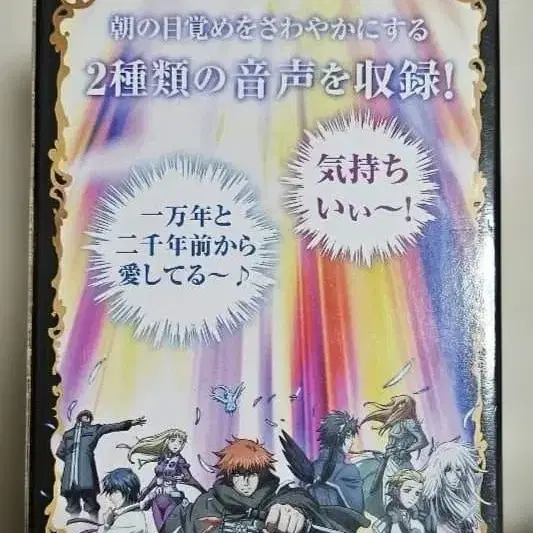 朝の目覚めをさわやかにする
2種類の音声を収録!
気持ち
いぃ〜!
一万年と
二千年前から
愛してる〜♪